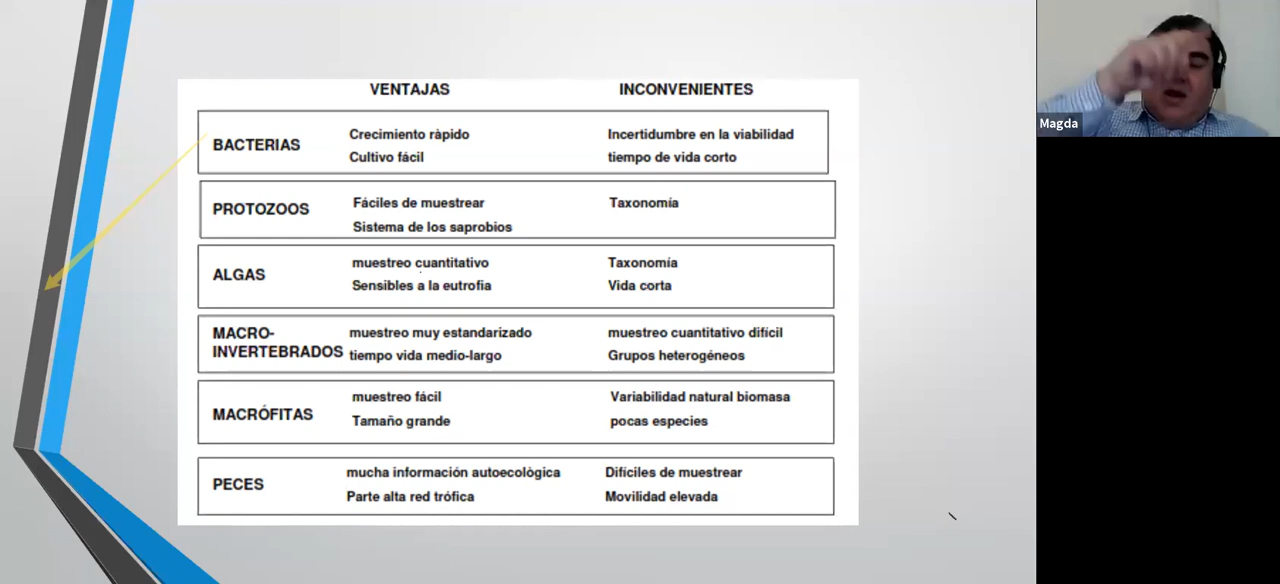 VENTAJAS INCONVENIENTES
BACTERIAS
Crecimiento ràpido
Cultivo fácil
Incertidumbre en la viabilidad
tiempo de vida corto
PROTOZOOS
Fáciles de muestrear
Sistema de los saprobios
Taxonomía
ALGAS
muestreo cuantitativo
Sensibles a la eutrofia
Taxonomía
Vida corta
MACRO-
INVERTEBRADOS
muestreo muy estandarizado
tiempo vida medio-largo
muestreo cuantitativo difícil
Grupos heterogéneos
MACRÓFITAS
muestreo fácil
Tamaño grande
Variabilidad natural biomasa
pocas especies
PECES
mucha información autoecològica
Parte alta red trófica
Difíciles de muestrear
Movilidad elevada
Magda